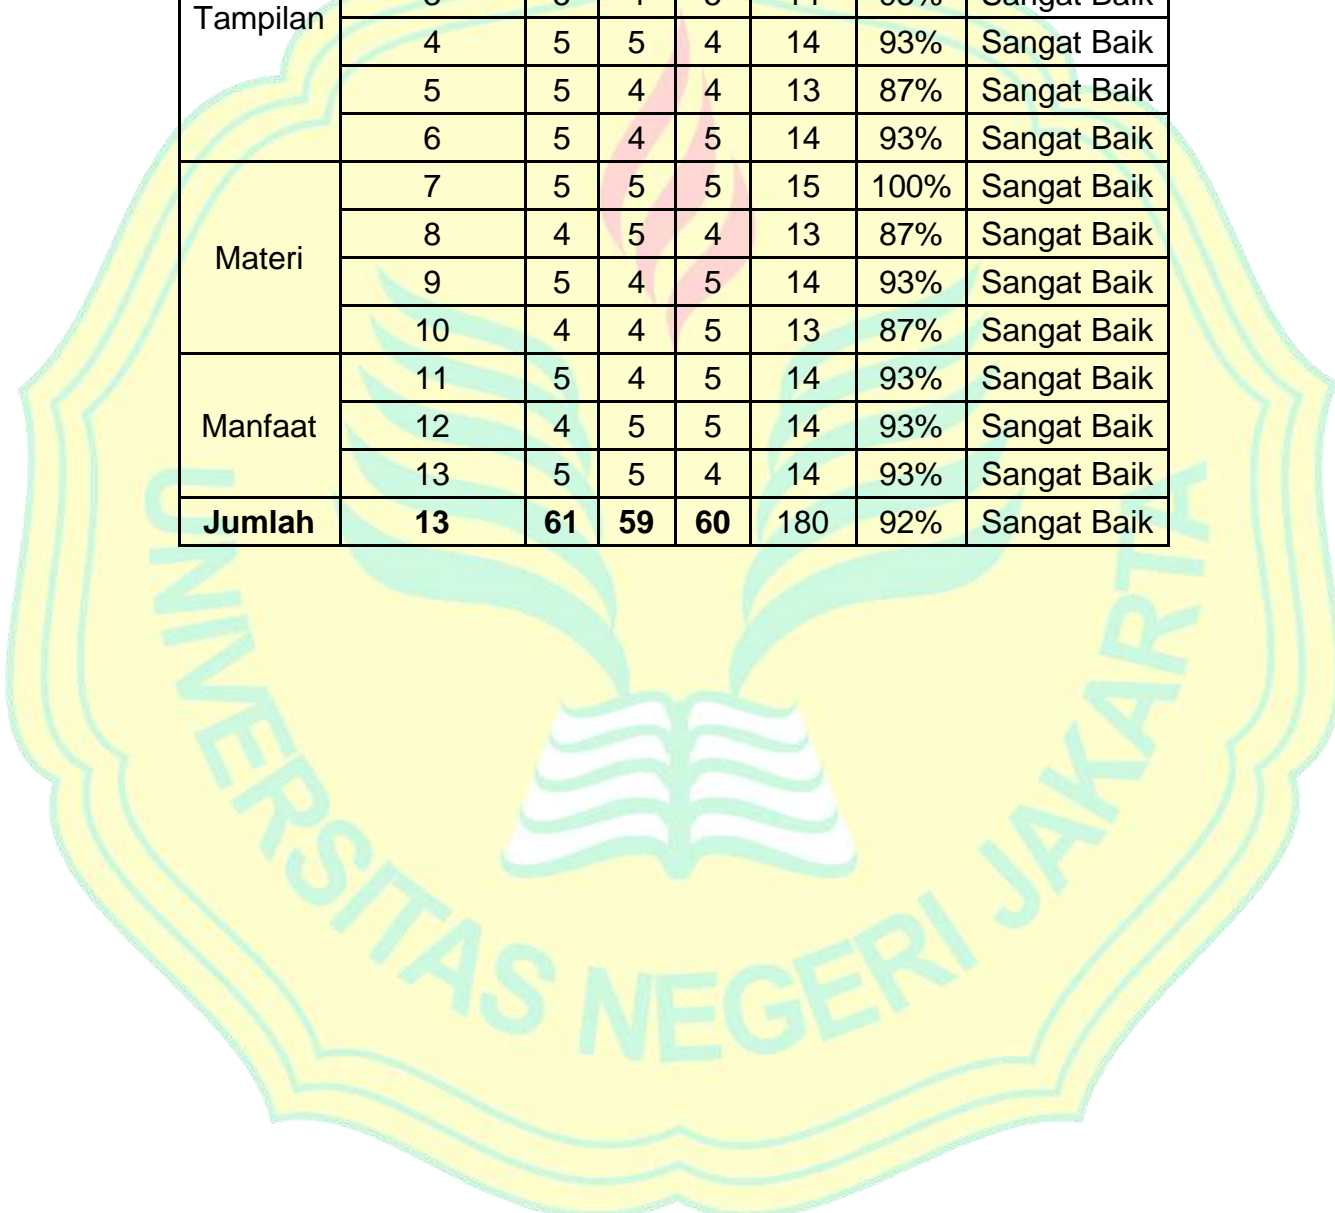 Tampilan
4 5 5 4 14 93% Sangat Baik
5 5 4 4 13 87% Sangat Baik
6 5 4 5 14 93% Sangat Baik
Materi
7 5 5 5 15 100% Sangat Baik
8 4 5 4 13 87% Sangat Baik
9 5 4 5 14 93% Sangat Baik
10 4 4 5 13 87% Sangat Baik
Manfaat
11 5 4 5 14 93% Sangat Baik
12 4 5 5 14 93% Sangat Baik
13 5 5 4 14 93% Sangat Baik
Jumlah 13 61 59 60 180 92% Sangat Baik
UNIVERSITAS NEGERI JAKARTA